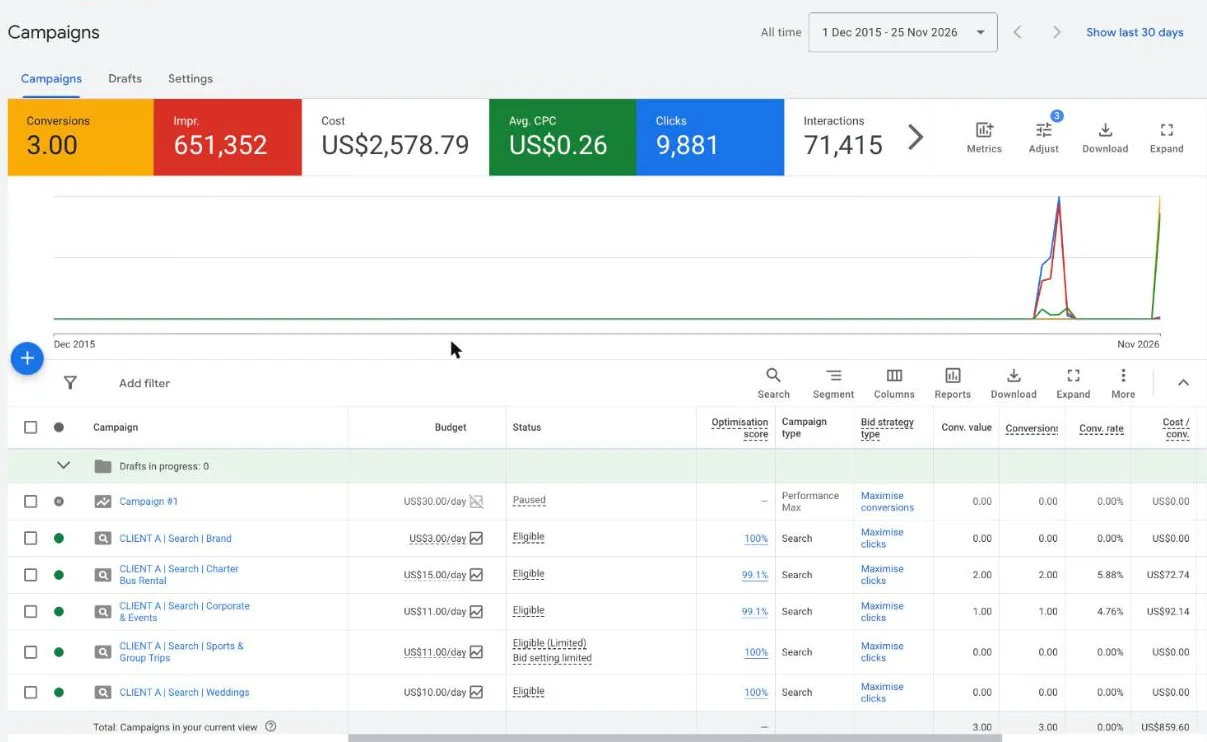 Campaigns
All time
1 Dec 2015 - 25 Nov 2026
Show last 30 days
Campaigns
Drafts
Settings
Conversions
3.00
Impr.
651,352
Cost
US$2,578.79
Avg. CPC
US$0.26
Clicks
9,881
Interactions
71,415
Metrics
3
Adjust
Download
Expand
Dec 2015
Nov 2026
Add filter
Search
Segment
Columns
Reports
Download
Expand
More
Campaign
Budget
Status
Optimisation
score
Campaign
type
Bid strategy
type
Conv. value
Conversions
Conv. rate
Cost /
conv.
Drafts in progress: 0
Campaign #1
US$30.00/day
Paused
–
Performance
Max
Maximise
conversions
0.00
0.00
0.00%
US$0.00
CLIENT A | Search | Brand
US$3.00/day
Eligible
100%
Search
Maximise
clicks
0.00
0.00
0.00%
US$0.00
CLIENT A | Search | Charter
Bus Rental
US$15.00/day
Eligible
99.1%
Search
Maximise
clicks
2.00
2.00
5.88%
US$72.74
CLIENT A | Search | Corporate
& Events
US$11.00/day
Eligible
99.1%
Search
Maximise
clicks
1.00
1.00
4.76%
US$92.14
CLIENT A | Search | Sports &
Group Trips
US$11.00/day
Eligible (Limited)
Bid setting limited
100%
Search
Maximise
clicks
0.00
0.00
0.00%
US$0.00
CLIENT A | Search | Weddings
US$10.00/day
Eligible
100%
Search
Maximise
clicks
0.00
0.00
0.00%
US$0.00
Total: Campaigns in your current view
–
3.00
3.00
0.00%
US$859.60